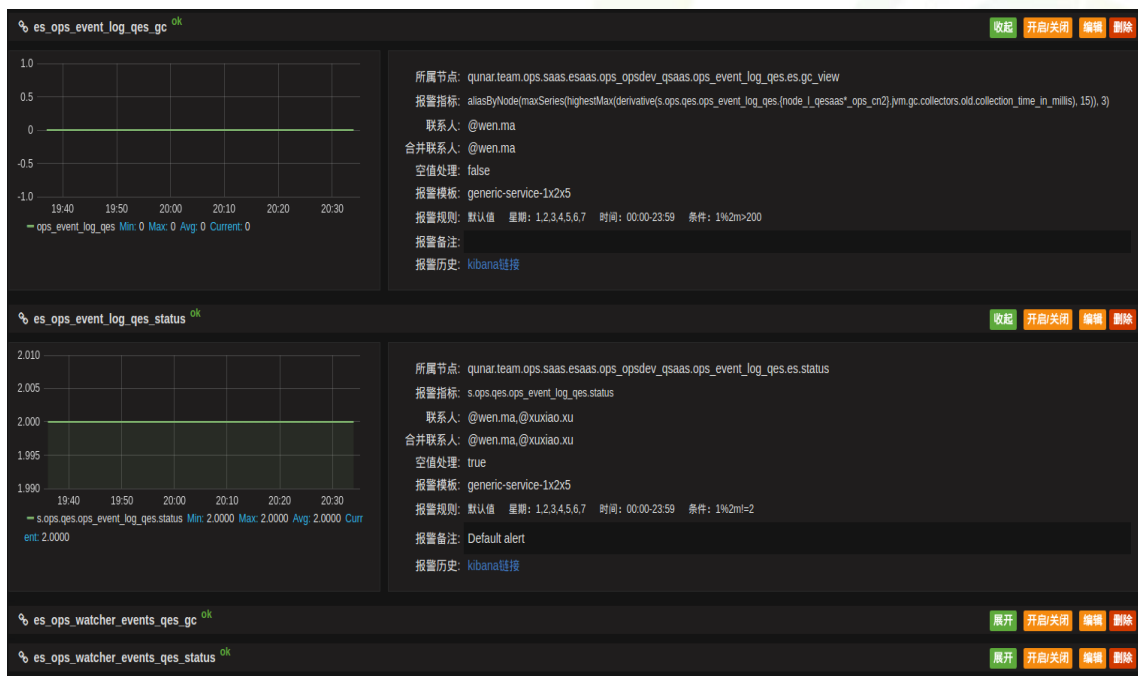 es_ops_event_log_qes_gc ok 收起 开启/关闭 编辑 删除
1.0
0.5
0
-0.5
-1.0
19:40 19:50 20:00 20:10 20:20 20:30
ops_event_log_qes Min: 0 Max: 0 Avg: 0 Current: 0
所属节点: qunar.team.ops.saas.esaas.ops_opsdev_qsaas.ops_event_log_qes.es.gc_view
报警指标: aliasByNode(maxSeries(highestMax(derivative(s.ops.qes.ops_event_log_qes.{node_l_qesaas*_ops_cn2}.jvm.gc.collectors.old.collection_time_in_millis), 15)), 3)
联系人: @wen.ma
合并联系人: @wen.ma
空值处理: false
报警模板: generic-service-1x2x5
报警规则: 默认值 星期: 1,2,3,4,5,6,7 时间: 00:00-23:59 条件: 1%2m>200
报警备注:
报警历史: kibana链接
es_ops_event_log_qes_status ok 收起 开启/关闭 编辑 删除
2.010
2.005
2.000
1.995
1.990
19:40 19:50 20:00 20:10 20:20 20:30
s.ops.qes.ops_event_log_qes.status Min: 2.0000 Max: 2.0000 Avg: 2.0000 Curr
ent: 2.0000
所属节点: qunar.team.ops.saas.esaas.ops_opsdev_qsaas.ops_event_log_qes.es.status
报警指标: s.ops.qes.ops_event_log_qes.status
联系人: @wen.ma,@xuxiao.xu
合并联系人: @wen.ma,@xuxiao.xu
空值处理: true
报警模板: generic-service-1x2x5
报警规则: 默认值 星期: 1,2,3,4,5,6,7 时间: 00:00-23:59 条件: 1%2m!=2
报警备注: Default alert
报警历史: kibana链接
es_ops_watcher_events_qes_gc ok 展开 开启/关闭 编辑 删除
es_ops_watcher_events_qes_status ok 展开 开启/关闭 编辑 删除